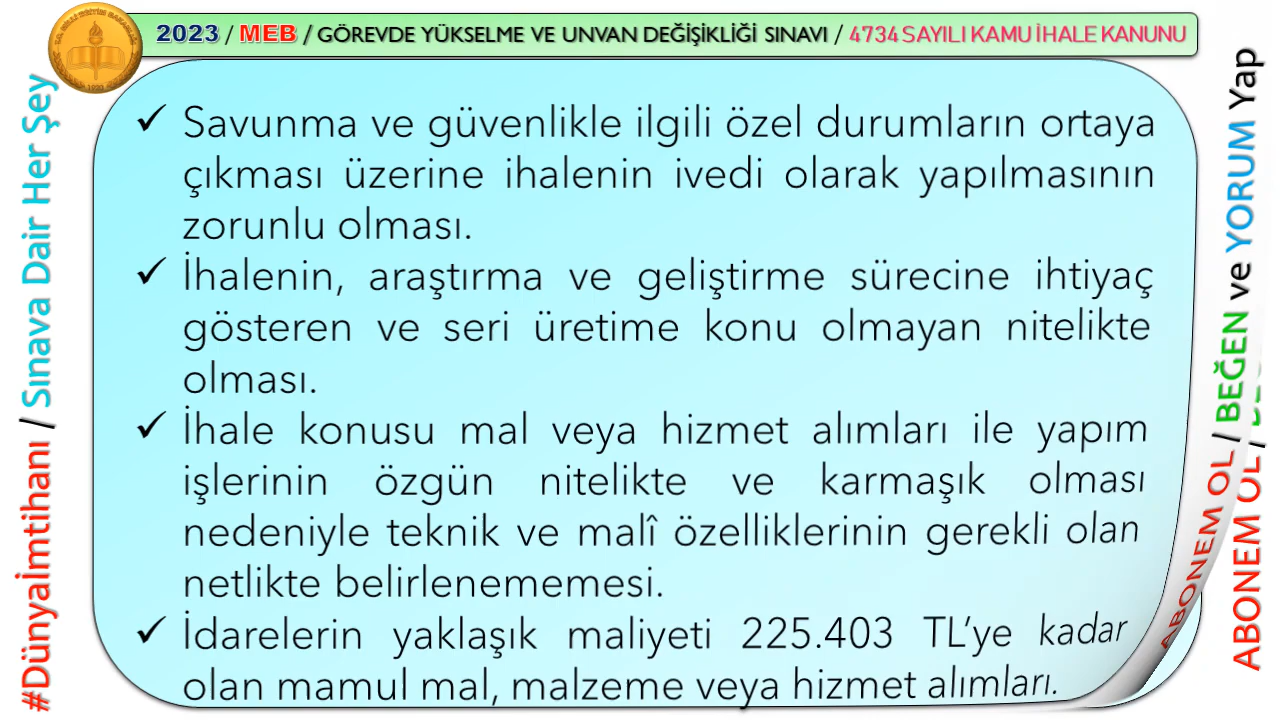 2023 / MEB / GÖREVDE YÜKSELME VE UNVAN DEĞİŞİKLİĞİ SINAVI / 4734 SAYILI KAMU İHALE KANUNU
✓ Savunma ve güvenlikle ilgili özel durumların ortaya
çıkması üzerine ihalenin ivedi olarak yapılmasının
zorunlu olması.
✓ İhalenin, araştırma ve geliştirme sürecine ihtiyaç
gösteren ve seri üretime konu olmayan nitelikte
olması.
✓ İhale konusu mal veya hizmet alımları ile yapım
işlerinin özgün nitelikte ve karmaşık olması
nedeniyle teknik ve malî özelliklerinin gerekli olan
netlikte belirlenememesi.
✓ İdarelerin yaklaşık maliyeti 225.403 TL’ye kadar
olan mamul mal, malzeme veya hizmet alımları.
#Dünyaimtihanı / Sınava Dair Her Şey
ABONEM OL / BEĞEN ve YORUM Yap
ABONEM OL /